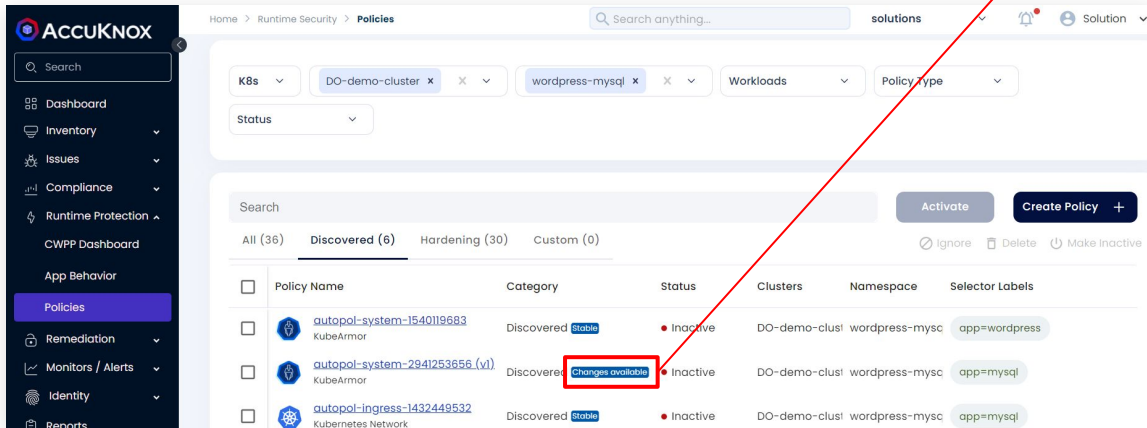 ACCUKNOX
Home > Runtime Security > Policies
Search anything...
solutions
Solution
Search
Dashboard
Inventory
Issues
Compliance
Runtime Protection
CWPP Dashboard
App Behavior
Policies
Remediation
Monitors / Alerts
Identity
Reports
K8s
DO-demo-cluster x
wordpress-mysql x
Workloads
Policy Type
Status
Search
Activate
Create Policy +
All (36) Discovered (6) Hardening (30) Custom (0)
Ignore Delete Make Inactive
Policy Name Category Status Clusters Namespace Selector Labels
autopol-system-1540119683
KubeArmor
Discovered Stable Inactive DO-demo-clust wordpress-mysq app=wordpress
autopol-system-2941253656 (v1)
KubeArmor
Discovered Changes available Inactive DO-demo-clust wordpress-mysq app=mysql
autopol-ingress-1432449532
Kubernetes Network
Discovered Stable Inactive DO-demo-clust wordpress-mysq app=mysql